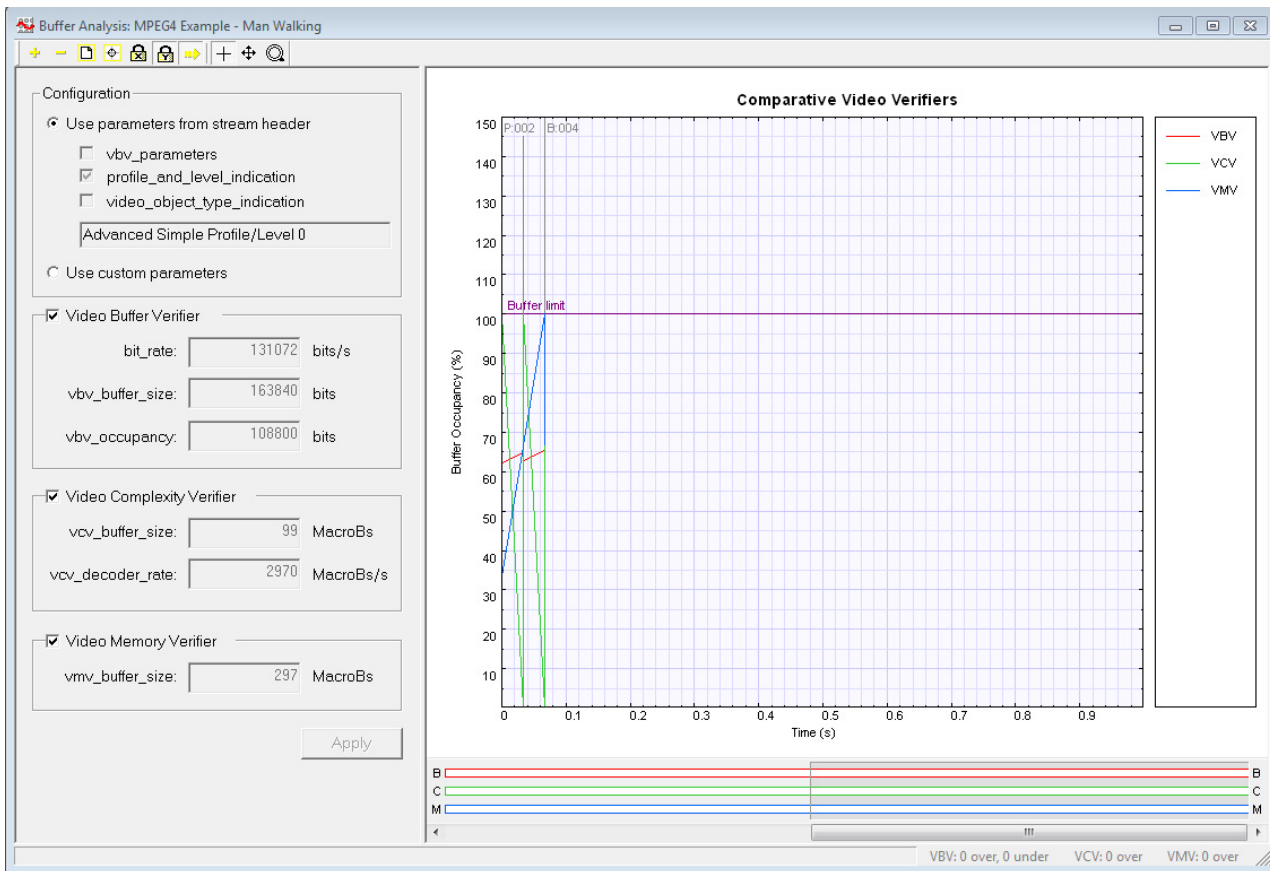 Buffer Analysis: MPEG4 Example - Man Walking
Configuration
Use parameters from stream header
vbv_parameters
profile_and_level_indication
video_object_type_indication
Advanced Simple Profile/Level 0
Use custom parameters
Video Buffer Verifier
bit_rate: 131072 bits/s
vbv_buffer_size: 163840 bits
vbv_occupancy: 108800 bits
Video Complexity Verifier
vcv_buffer_size: 99 MacroBs
vcv_decoder_rate: 2970 MacroBs/s
Video Memory Verifier
vmv_buffer_size: 297 MacroBs
Apply
Comparative Video Verifiers
P:002 B:004
Buffer limit
150
140
130
120
110
100
90
80
70
60
50
40
30
20
10
Buffer Occupancy (%)
0 0.1 0.2 0.3 0.4 0.5 0.6 0.7 0.8 0.9
Time (s)
VBV
VCV
VMV
B B
C C
M M
VBV: 0 over, 0 under VCV: 0 over VMV: 0 over